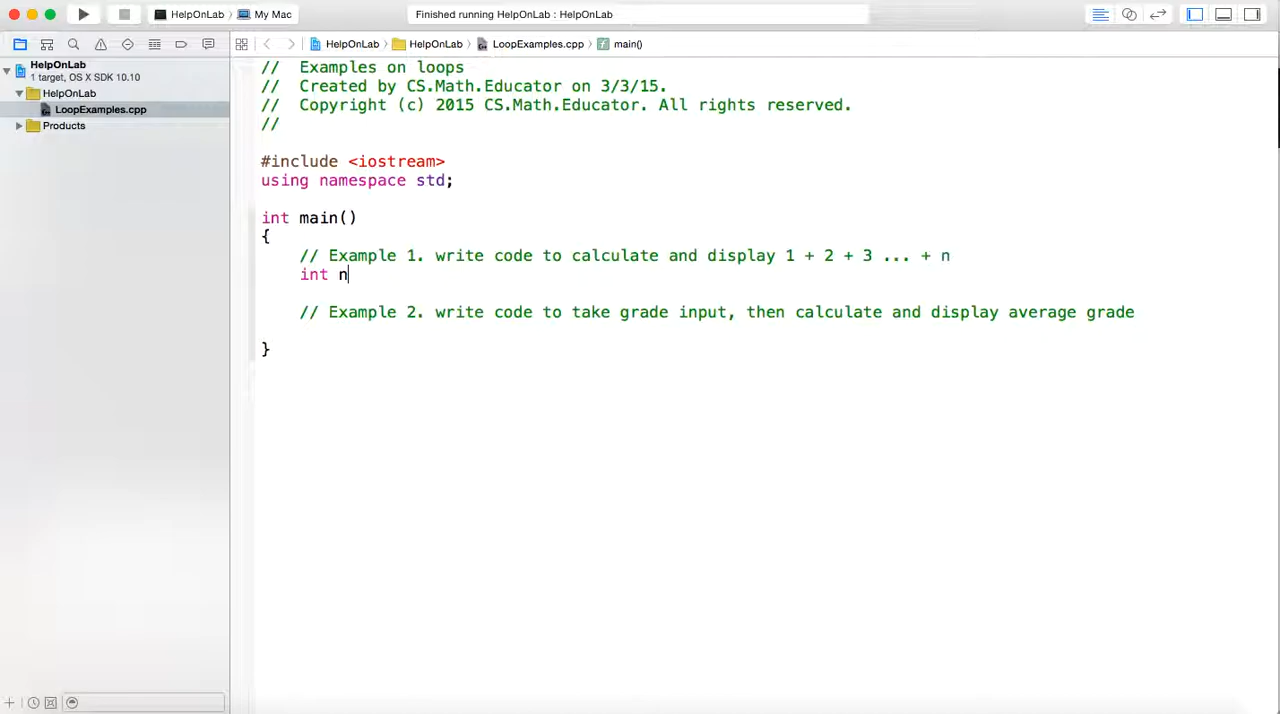 HelpOnLab My Mac Finished running HelpOnLab : HelpOnLab
HelpOnLab HelpOnLab LoopExamples.cpp main()
HelpOnLab
1 target, OS X SDK 10.10
HelpOnLab
LoopExamples.cpp
Products
// Examples on loops
// Created by CS.Math.Educator on 3/3/15.
// Copyright (c) 2015 CS.Math.Educator. All rights reserved.
//
#include <iostream>
using namespace std;
int main()
{
// Example 1. write code to calculate and display 1 + 2 + 3 ... + n
int n
// Example 2. write code to take grade input, then calculate and display average grade
}